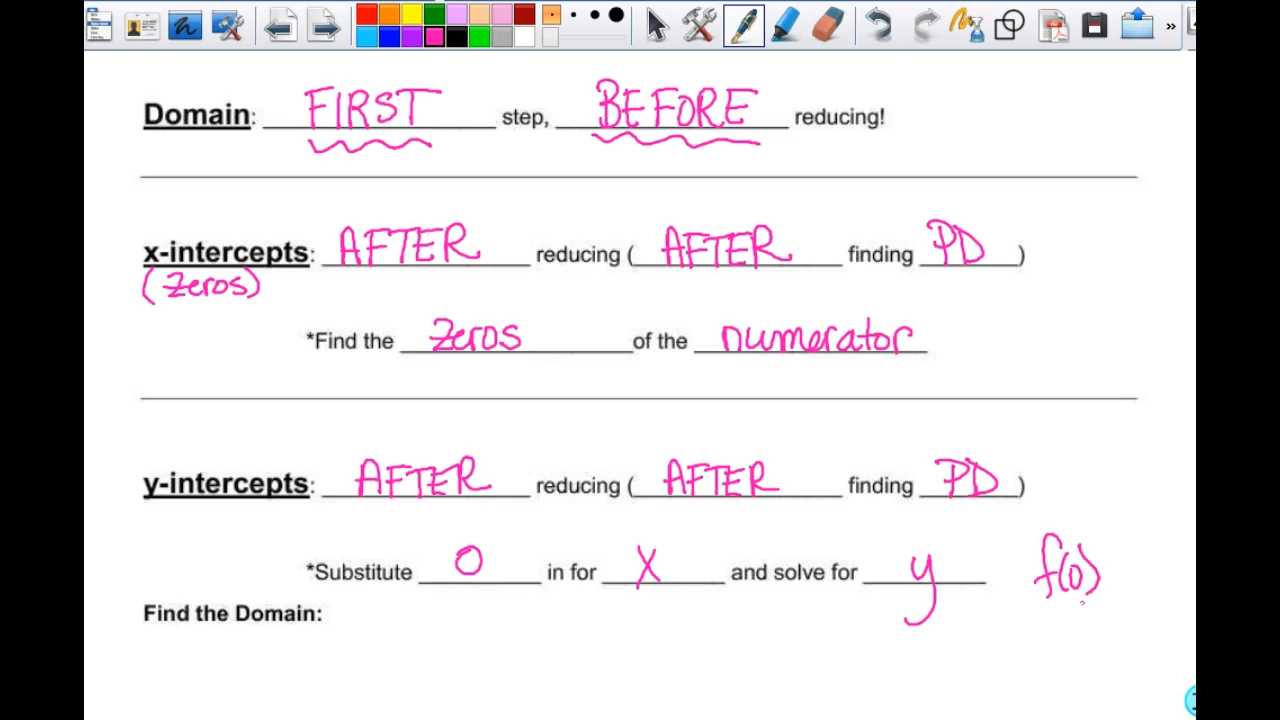 Domain: FIRST step, BEFORE reducing!
x-intercepts: AFTER reducing ( AFTER finding PD )
(Zeros)
*Find the Zeros of the numerator
y-intercepts: AFTER reducing ( AFTER finding PD )
*Substitute 0 in for X and solve for y f(0)
Find the Domain: